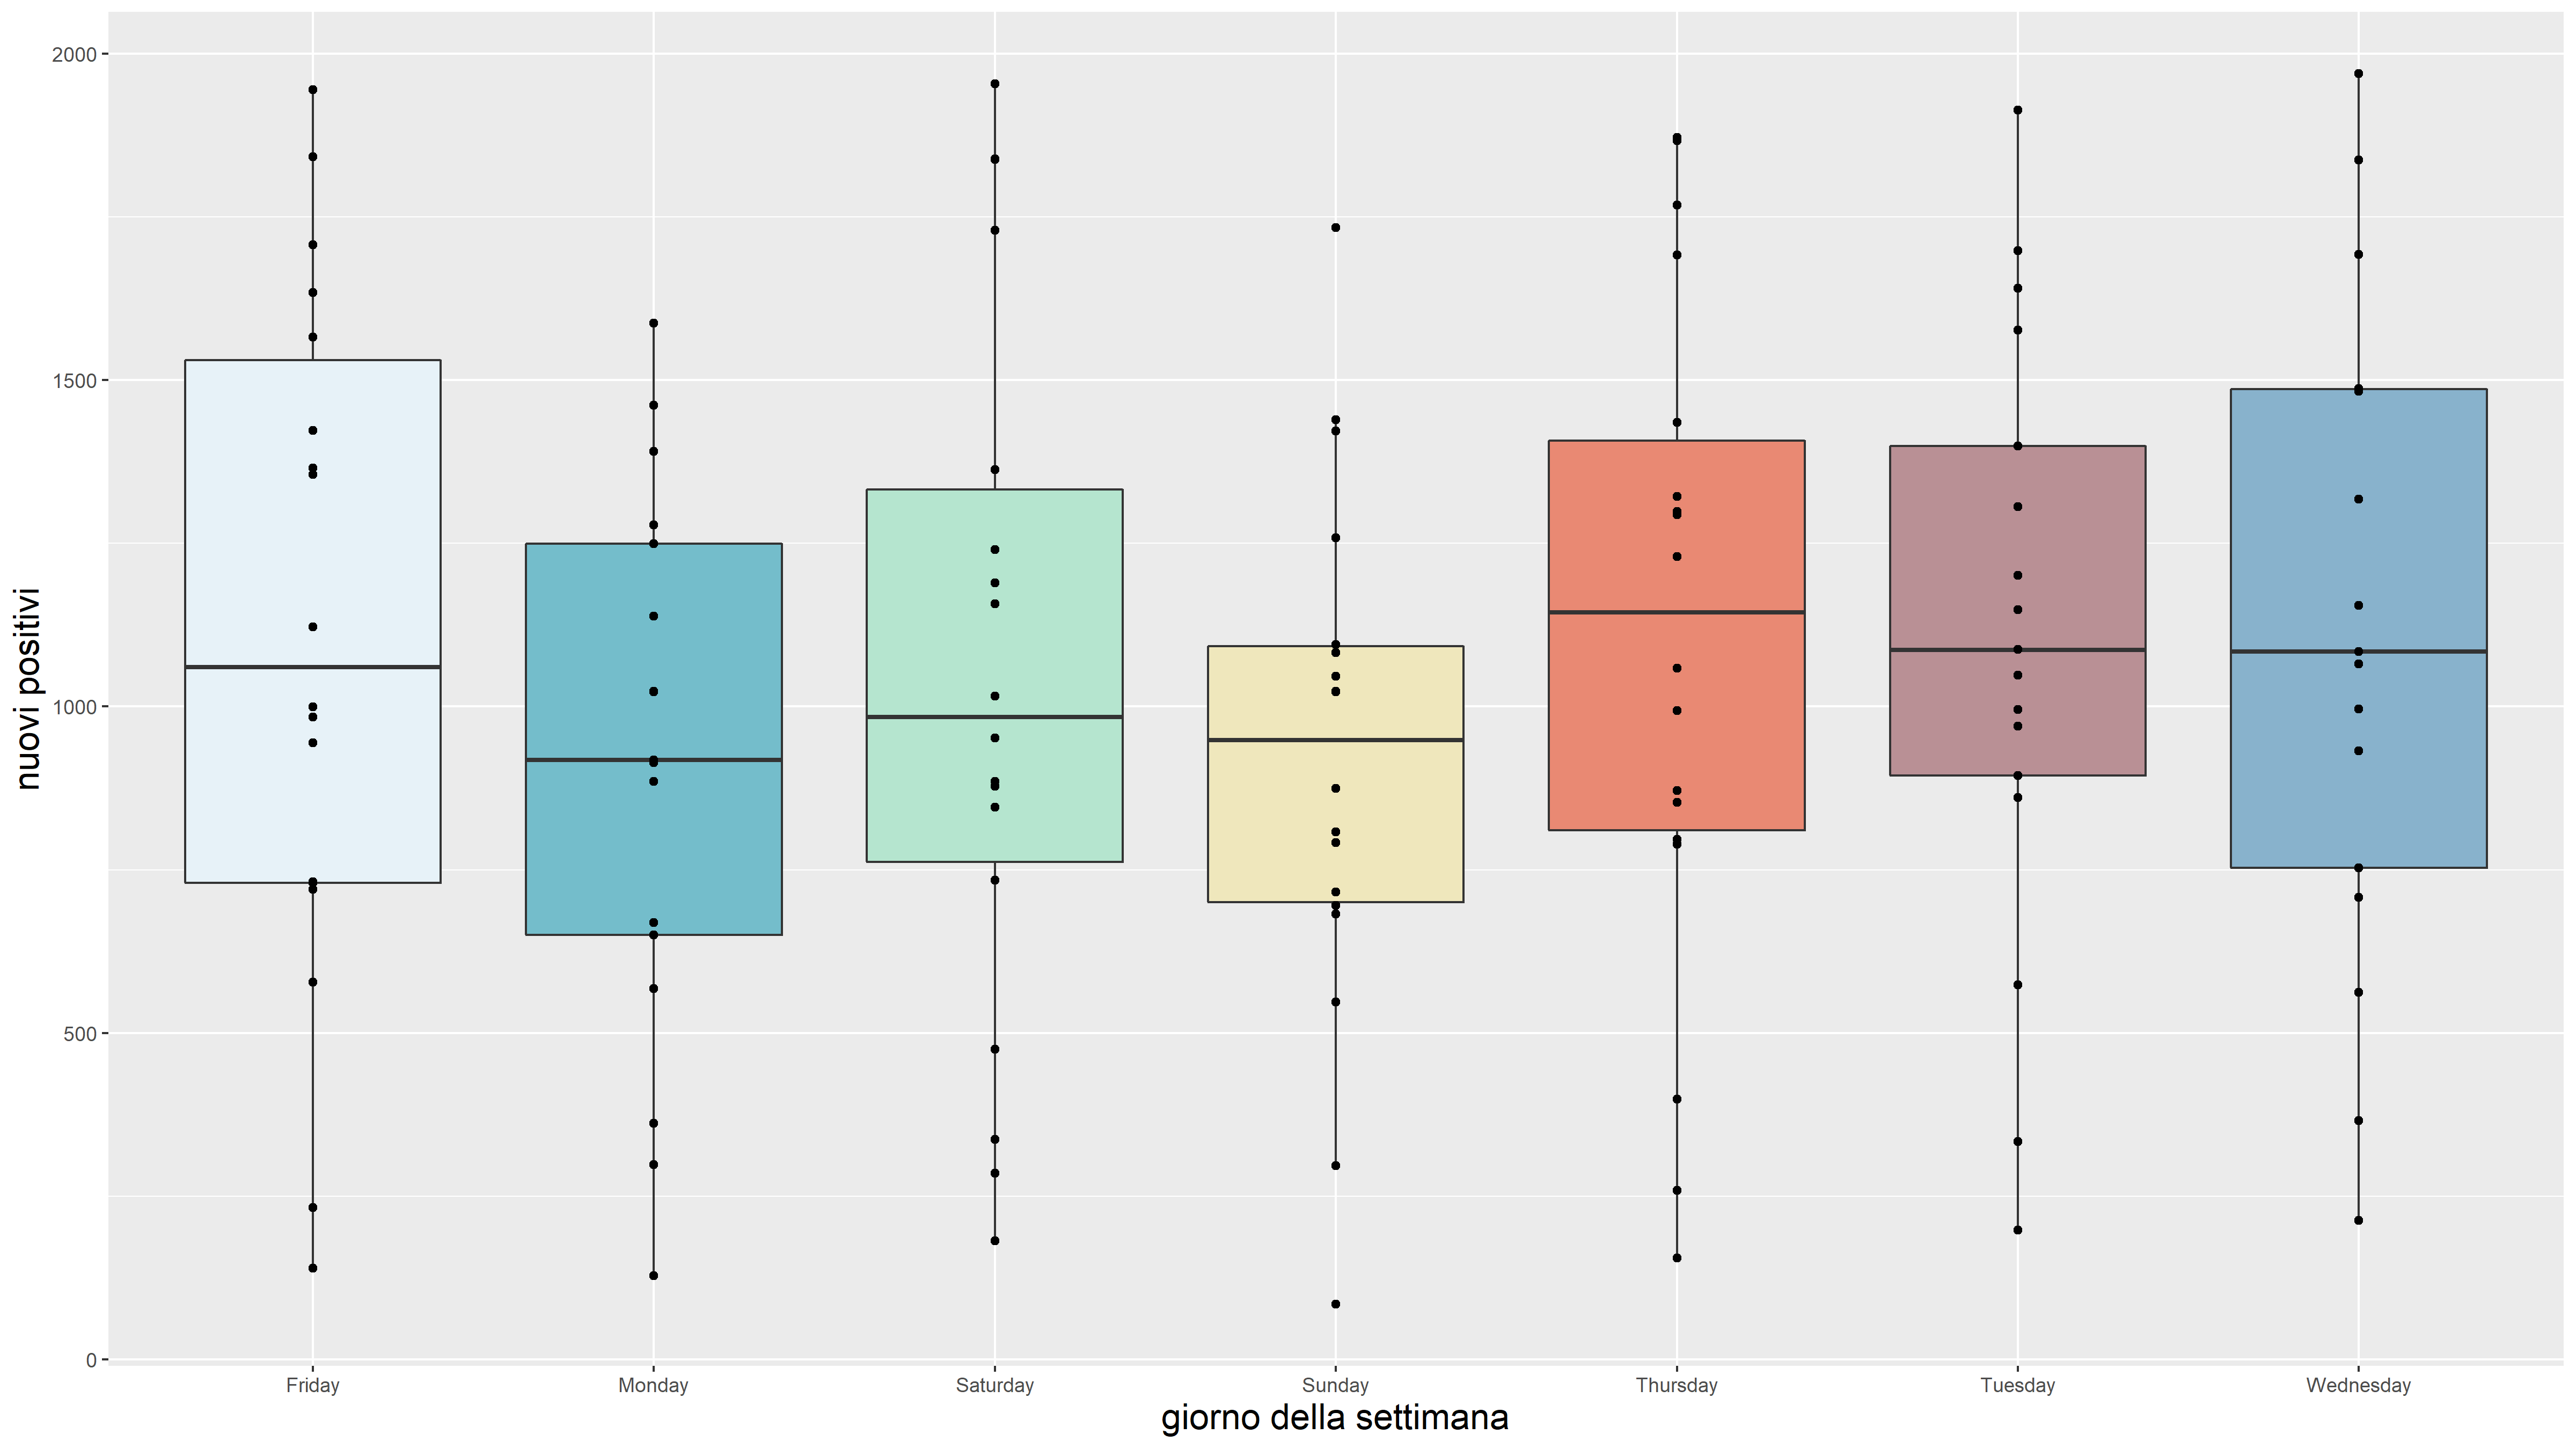 nuovi positivi
2000
1500
1000
500
0
Friday Monday Saturday Sunday Thursday Tuesday Wednesday
giorno della settimana